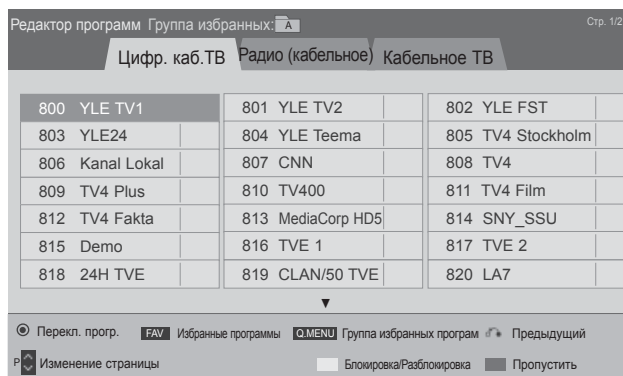 Редактор программ Группа избранных: A Стр. 1/2
Цифр. каб.ТВ Радио (кабельное) Кабельное ТВ
800 YLE TV1 801 YLE TV2 802 YLE FST
803 YLE24 804 YLE Teema 805 TV4 Stockholm
806 Kanal Lokal 807 CNN 808 TV4
809 TV4 Plus 810 TV400 811 TV4 Film
812 TV4 Fakta 813 MediaCorp HD5 814 SNY_SSU
815 Demo 816 TVE 1 817 TVE 2
818 24H TVE 819 CLAN/50 TVE 820 LA7
▼
Перекл. прогр. FAV Избранные программы Q.MENU Группа избранных програм Предыдущий
P Изменение страницы Блокировка/Разблокировка Пропустить